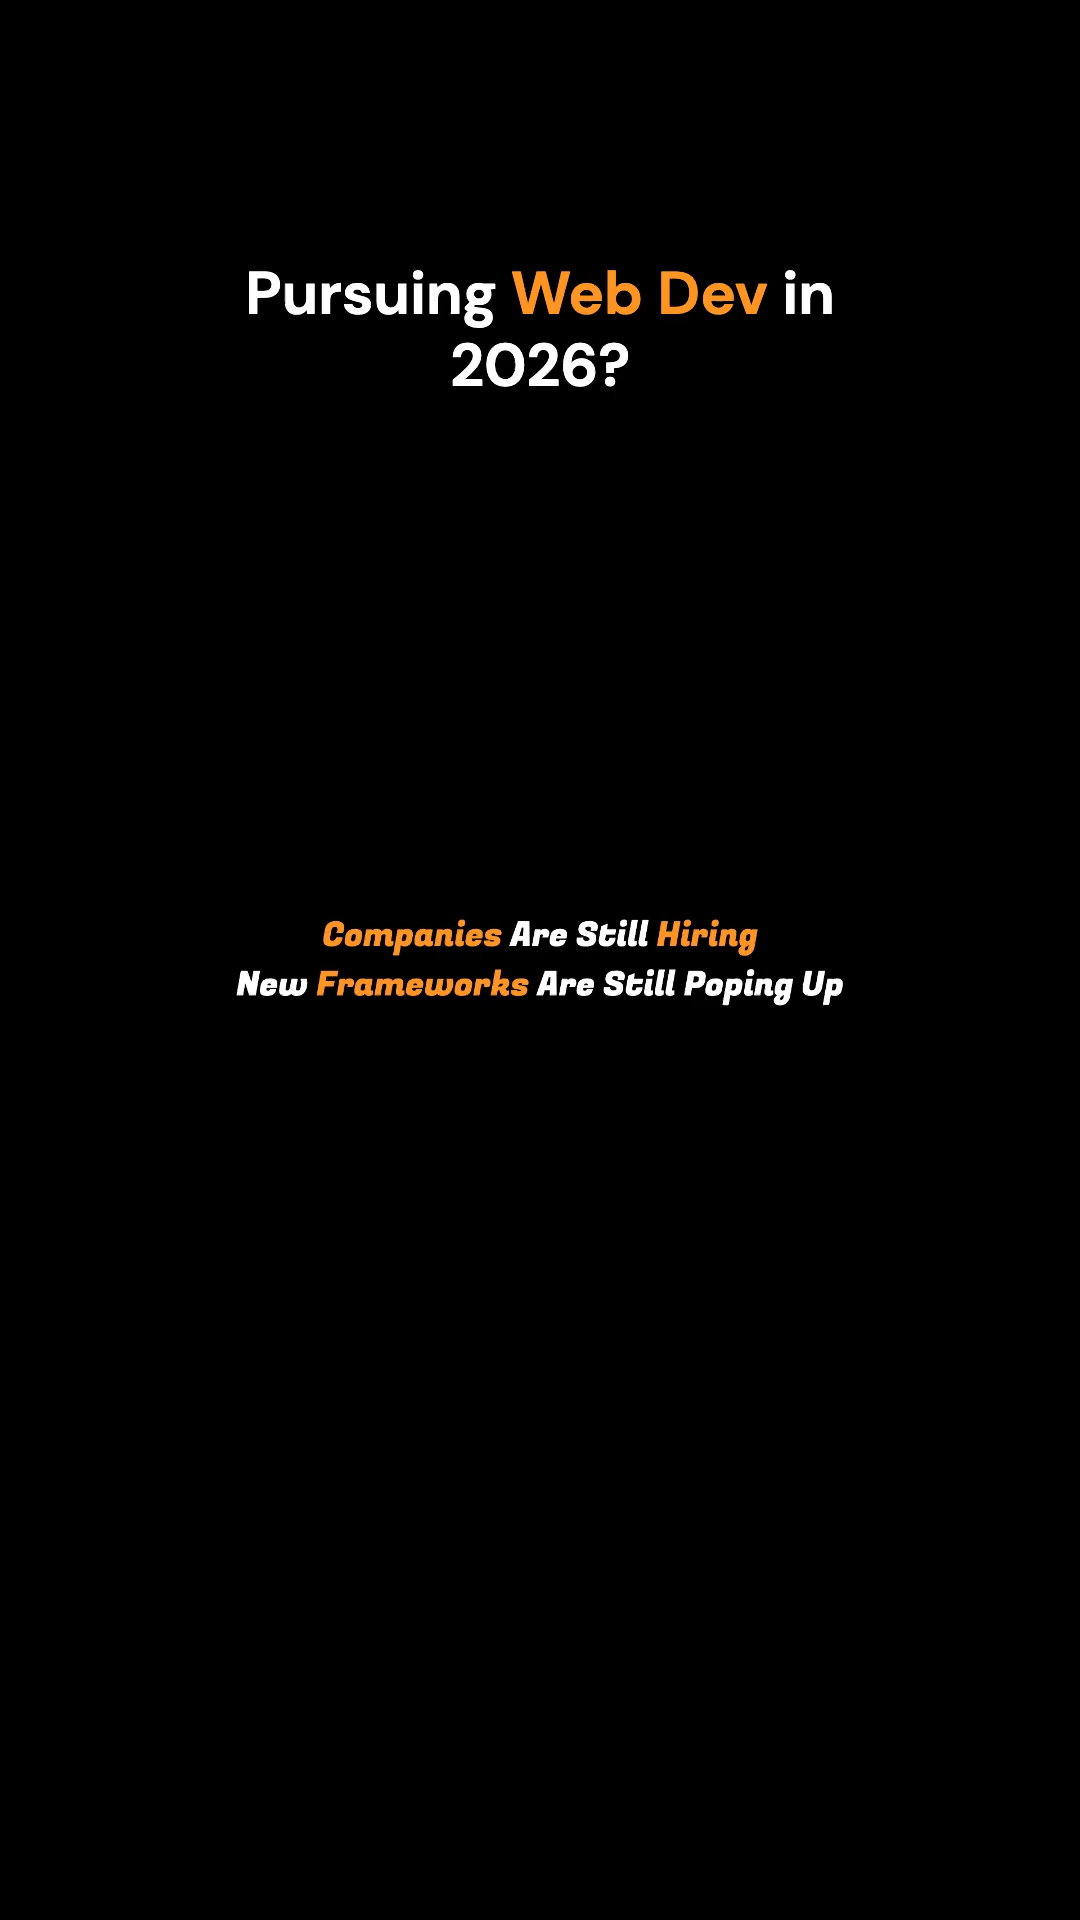 Pursuing Web Dev in
2026?
Companies Are Still Hiring
New Frameworks Are Still Poping Up